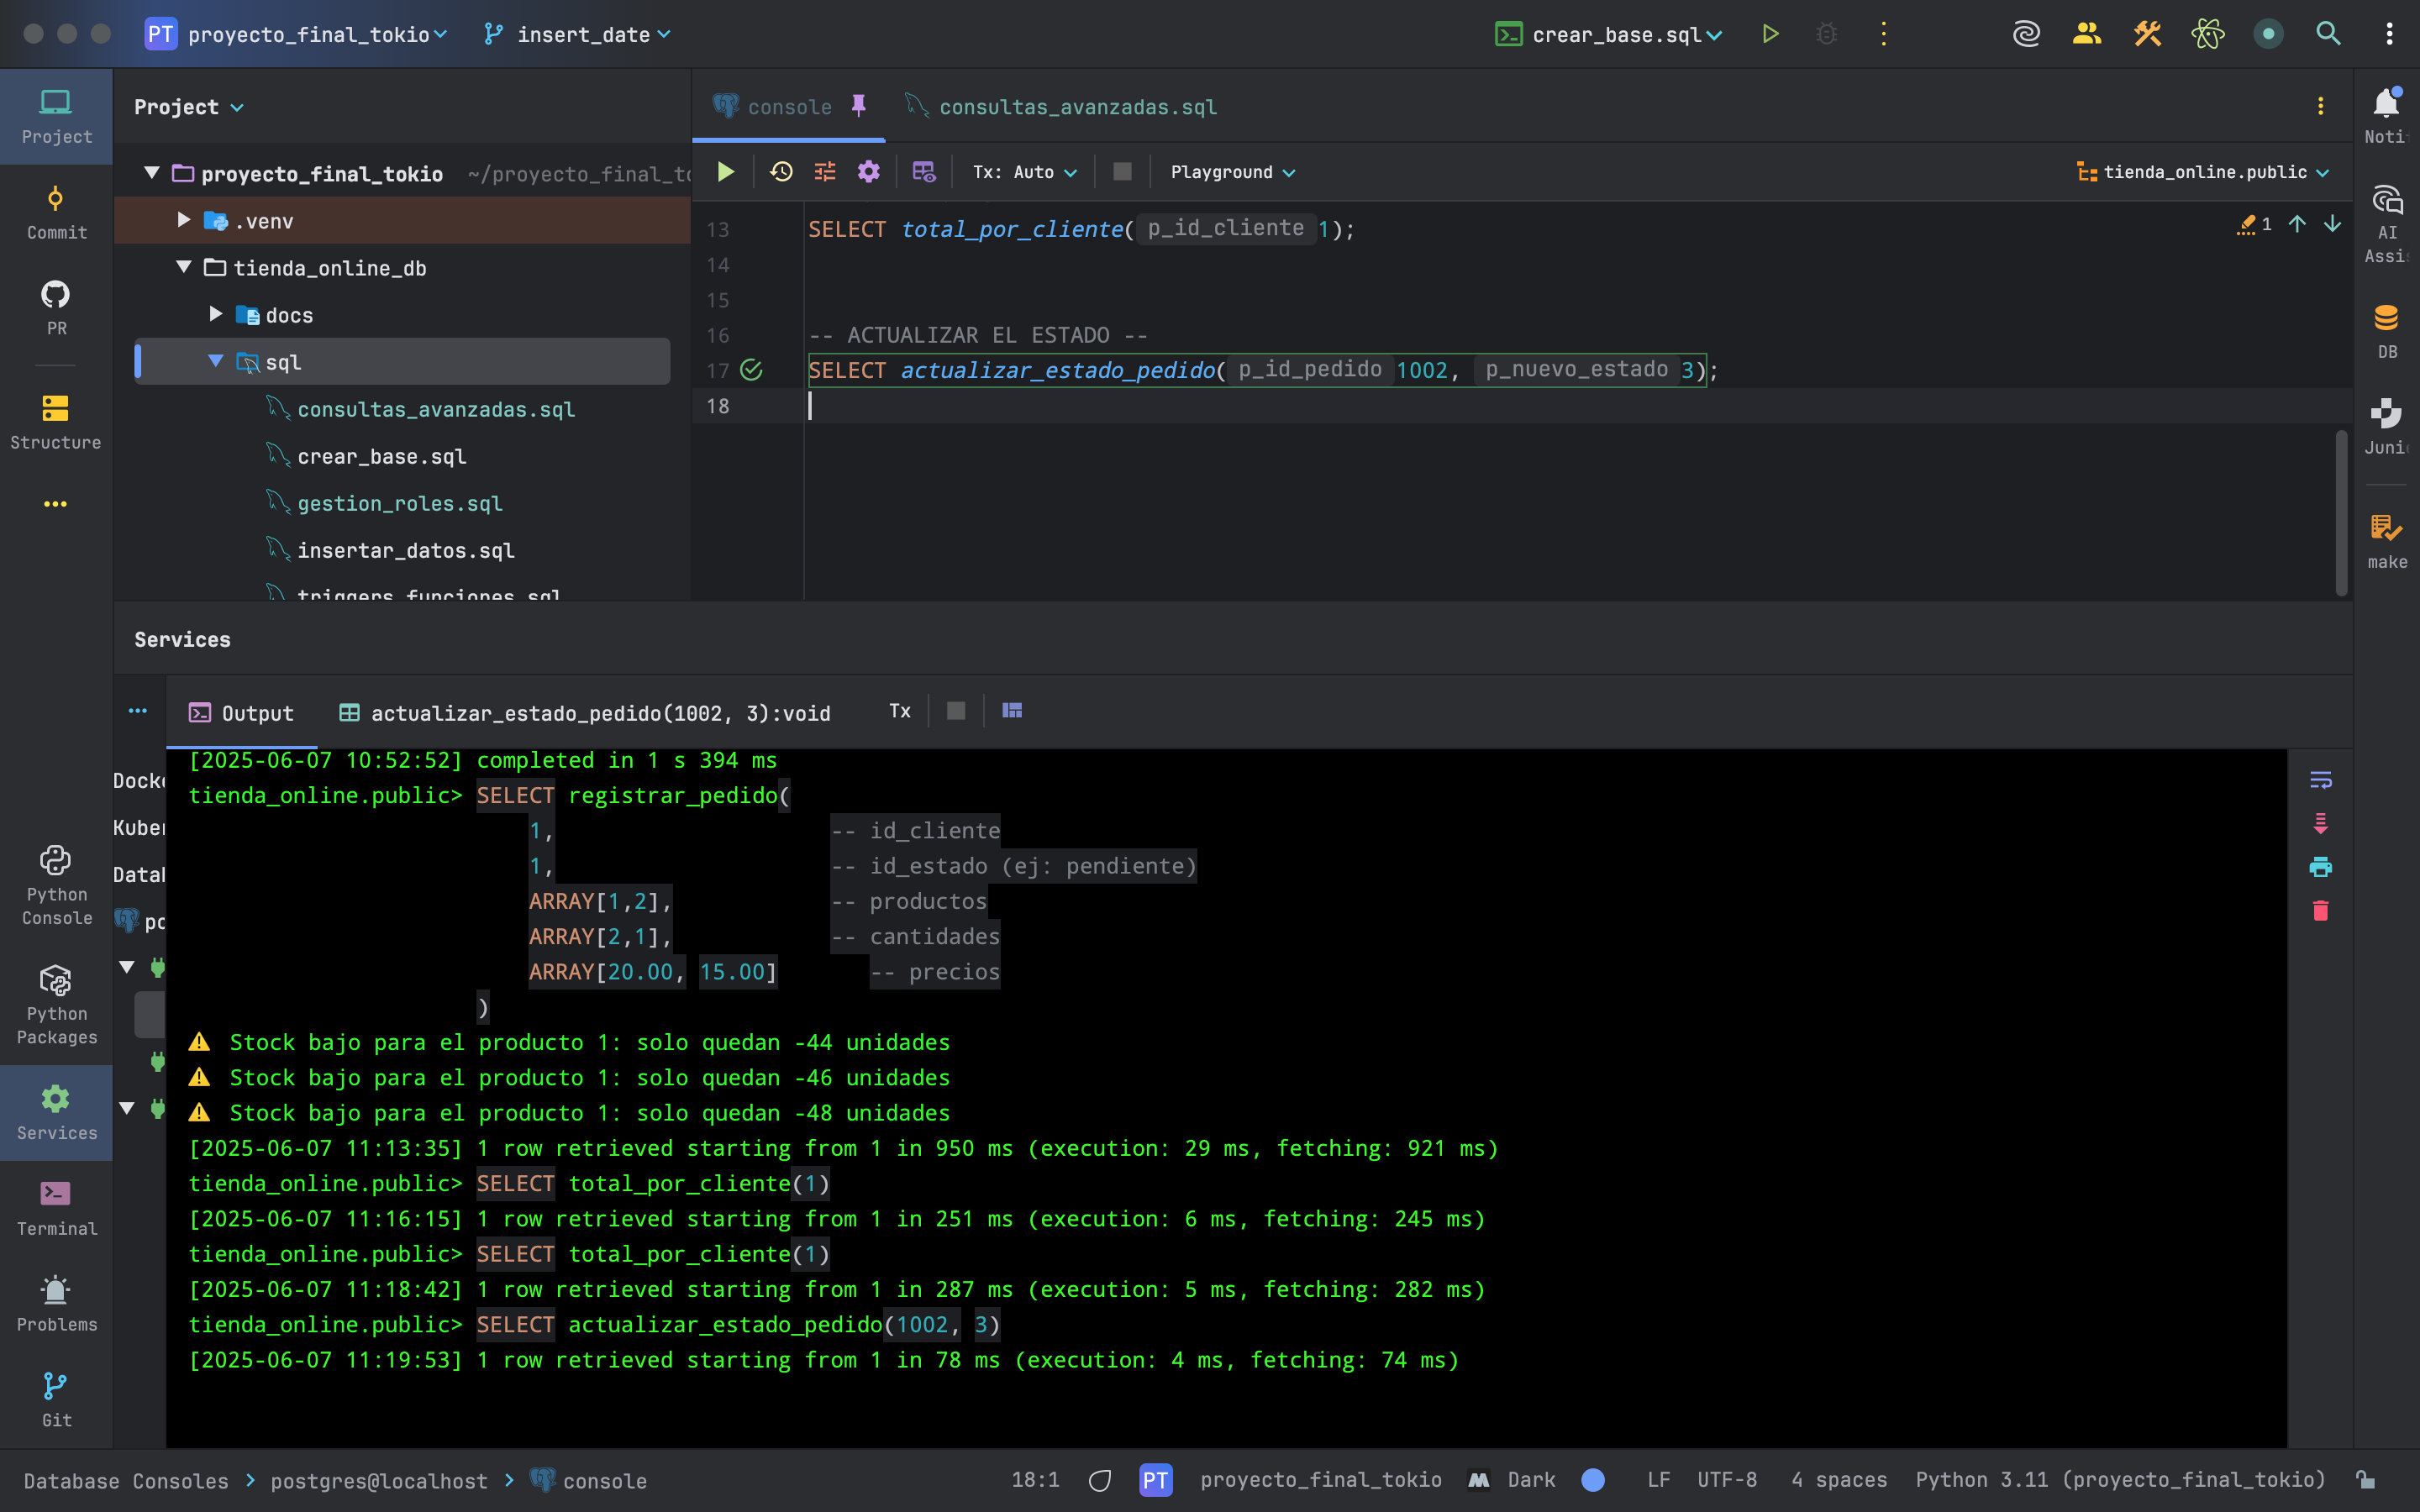 PT proyecto_final_tokio insert_date crear_base.sql
Project
Commit
PR
Structure
Python Console
Python Packages
Services
Terminal
Problems
Git
Project
proyecto_final_tokio ~/proyecto_final_to
.venv
tienda_online_db
docs
sql
consultas_avanzadas.sql
crear_base.sql
gestion_roles.sql
insertar_datos.sql
triggers_funciones.sql
console consultas_avanzadas.sql
Tx: Auto Playground tienda_online.public
13 SELECT total_por_cliente( p_id_cliente 1);
1
14
15
16 -- ACTUALIZAR EL ESTADO --
17 SELECT actualizar_estado_pedido( p_id_pedido 1002, p_nuevo_estado 3);
18
Noti
AI
Assi
DB
Juni
make
Services
Output actualizar_estado_pedido(1002, 3):void Tx
Dock
Kuber
Datab
po
[2025-06-07 10:52:52] completed in 1 s 394 ms
tienda_online.public> SELECT registrar_pedido(
1, -- id_cliente
1, -- id_estado (ej: pendiente)
ARRAY[1,2], -- productos
ARRAY[2,1], -- cantidades
ARRAY[20.00, 15.00] -- precios
)
Stock bajo para el producto 1: solo quedan -44 unidades
Stock bajo para el producto 1: solo quedan -46 unidades
Stock bajo para el producto 1: solo quedan -48 unidades
[2025-06-07 11:13:35] 1 row retrieved starting from 1 in 950 ms (execution: 29 ms, fetching: 921 ms)
tienda_online.public> SELECT total_por_cliente(1)
[2025-06-07 11:16:15] 1 row retrieved starting from 1 in 251 ms (execution: 6 ms, fetching: 245 ms)
tienda_online.public> SELECT total_por_cliente(1)
[2025-06-07 11:18:42] 1 row retrieved starting from 1 in 287 ms (execution: 5 ms, fetching: 282 ms)
tienda_online.public> SELECT actualizar_estado_pedido(1002, 3)
[2025-06-07 11:19:53] 1 row retrieved starting from 1 in 78 ms (execution: 4 ms, fetching: 74 ms)
Database Consoles > postgres@localhost > console 18:1 PT proyecto_final_tokio Dark LF UTF-8 4 spaces Python 3.11 (proyecto_final_tokio)